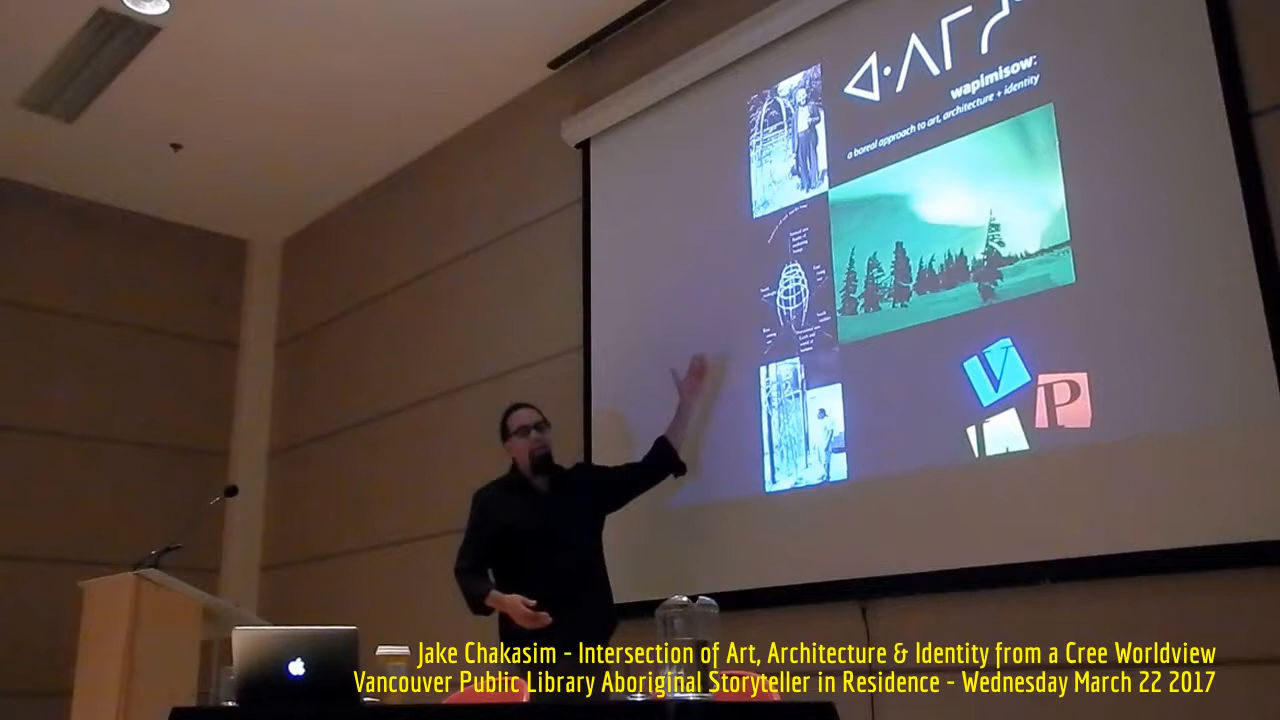 ᐊᐧᐱᒥ
wapimisow:
a boreal approach to art, architecture + identity
V
P
L
Jake Chakasim - Intersection of Art, Architecture & Identity from a Cree Worldview
Vancouver Public Library Aboriginal Storyteller in Residence - Wednesday March 22 2017